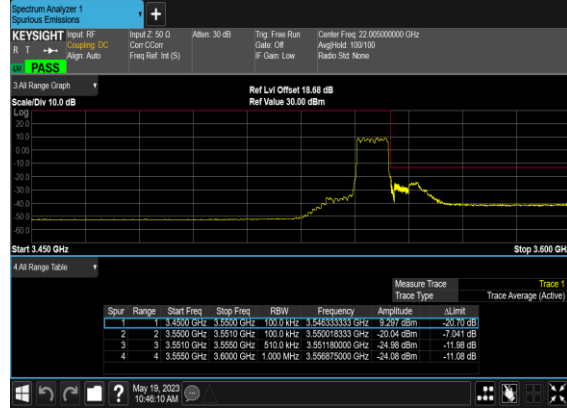 Spectrum Analyzer 1
Spurious Emissions
+
KEYSIGHT Input: RF Input Z: 50 Ω Atten: 30 dB Trig: Free Run Center Freq: 22.005000000 GHz
R T Coupling: DC Corr CCorr Gate: Off Avg|Hold: 100/100
Align: Auto Freq Ref: Int (S) IF Gain: Low Radio Std: None
PASS
3 All Range Graph
Ref Lvl Offset 18.68 dB
Scale/Div 10.0 dB Ref Value 30.00 dBm
Log
20.0
10.0
0.00
-10.0
-20.0
-30.0
-40.0
-50.0
-60.0
Start 3.450 GHz Stop 3.600 GHz
4 All Range Table
Measure Trace Trace 1
Trace Type Trace Average (Active)
Spur Range Start Freq Stop Freq RBW Frequency Amplitude ΔLimit
1 1 3.4500 GHz 3.5500 GHz 100.0 kHz 3.546333333 GHz 9.297 dBm -20.70 dB
2 2 3.5500 GHz 3.5510 GHz 100.0 kHz 3.550018333 GHz -20.04 dBm -7.041 dB
3 3 3.5510 GHz 3.5550 GHz 510.0 kHz 3.551180000 GHz -24.98 dBm -11.98 dB
4 4 3.5550 GHz 3.6000 GHz 1.000 MHz 3.556875000 GHz -24.08 dBm -11.08 dB
?
May 19, 2023
10:46:10 AM